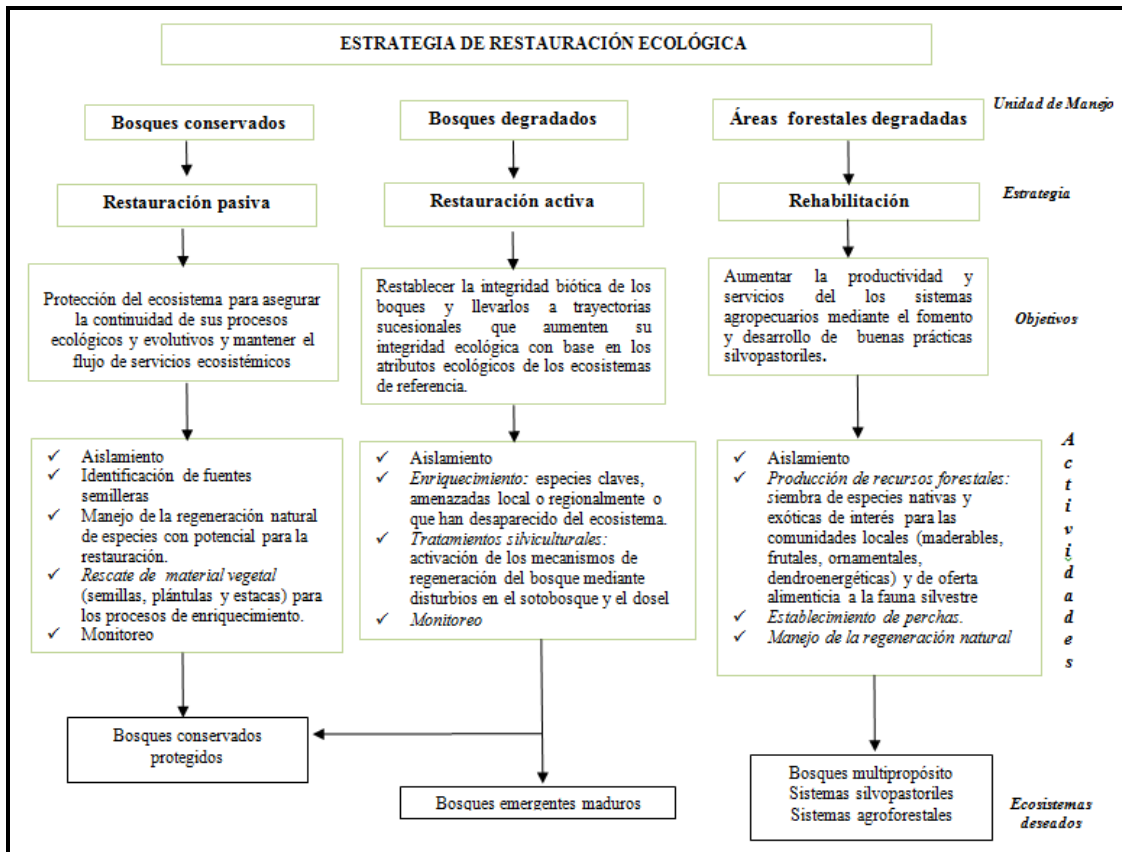 ESTRATEGIA DE RESTAURACIÓN ECOLÓGICA
Unidad de Manejo
Bosques conservados
Bosques degradados
Áreas forestales degradadas
Estrategia
Restauración pasiva
Restauración activa
Rehabilitación
Objetivos
Protección del ecosistema para asegurar
la continuidad de sus procesos
ecológicos y evolutivos y mantener el
flujo de servicios ecosistémicos
Restablecer la integridad biótica de los
boques y llevarlos a trayectorias
sucesionales que aumenten su
integridad ecológica con base en los
atributos ecológicos de los ecosistemas
de referencia.
Aumentar la productividad y
servicios del los sistemas
agropecuarios mediante el fomento
y desarrollo de buenas prácticas
silvopastoriles.
Actividades
✓ Aislamiento
✓ Identificación de fuentes
semilleras
✓ Manejo de la regeneración natural
de especies con potencial para la
restauración.
✓ Rescate de material vegetal
(semillas, plántulas y estacas) para
los procesos de enriquecimiento.
✓ Monitoreo
✓ Aislamiento
✓ Enriquecimiento: especies claves,
amenazadas local o regionalmente o
que han desaparecido del ecosistema.
✓ Tratamientos silviculturales:
activación de los mecanismos de
regeneración del bosque mediante
disturbios en el sotobosque y el dosel
✓ Monitoreo
✓ Aislamiento
✓ Producción de recursos forestales:
siembra de especies nativas y
exóticas de interés para las
comunidades locales (maderables,
frutales, ornamentales,
dendroenergéticas) y de oferta
alimenticia a la fauna silvestre
✓ Establecimiento de perchas.
✓ Manejo de la regeneración natural
Bosques conservados
protegidos
Bosques emergentes maduros
Bosques multipropósito
Sistemas silvopastoriles
Sistemas agroforestales
Ecosistemas
deseados